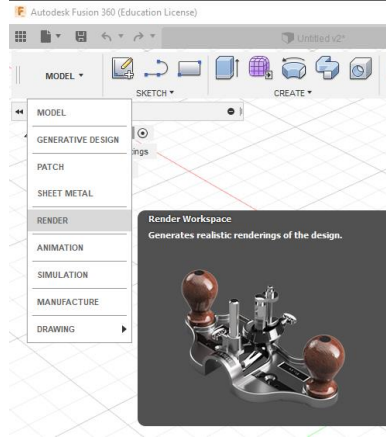 Autodesk Fusion 360 (Education License)
Untitled v2*
MODEL
SKETCH
CREATE
MODEL
GENERATIVE DESIGN
ings
PATCH
SHEET METAL
RENDER
Render Workspace
Generates realistic renderings of the design.
ANIMATION
SIMULATION
MANUFACTURE
DRAWING